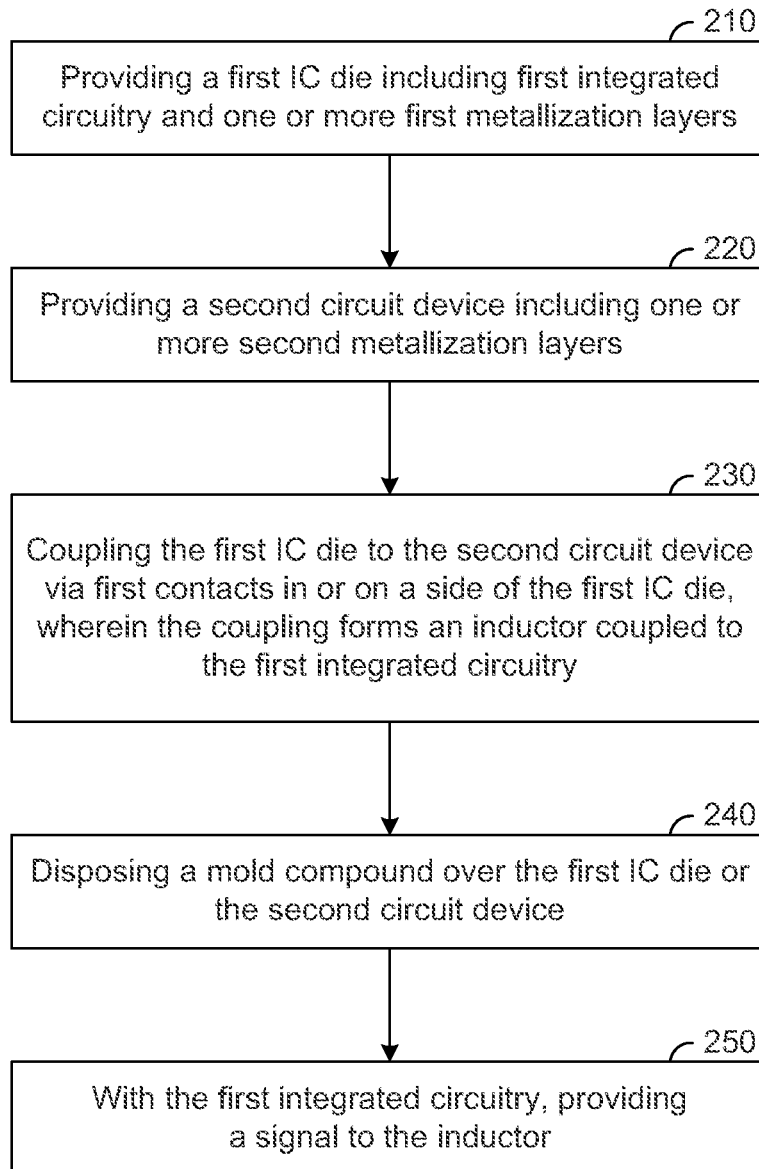 210
Providing a first IC die including first integrated
circuitry and one or more first metallization layers
220
Providing a second circuit device including one or
more second metallization layers
230
Coupling the first IC die to the second circuit device
via first contacts in or on a side of the first IC die,
wherein the coupling forms an inductor coupled to
the first integrated circuitry
240
Disposing a mold compound over the first IC die or
the second circuit device
250
With the first integrated circuitry, providing
a signal to the inductor